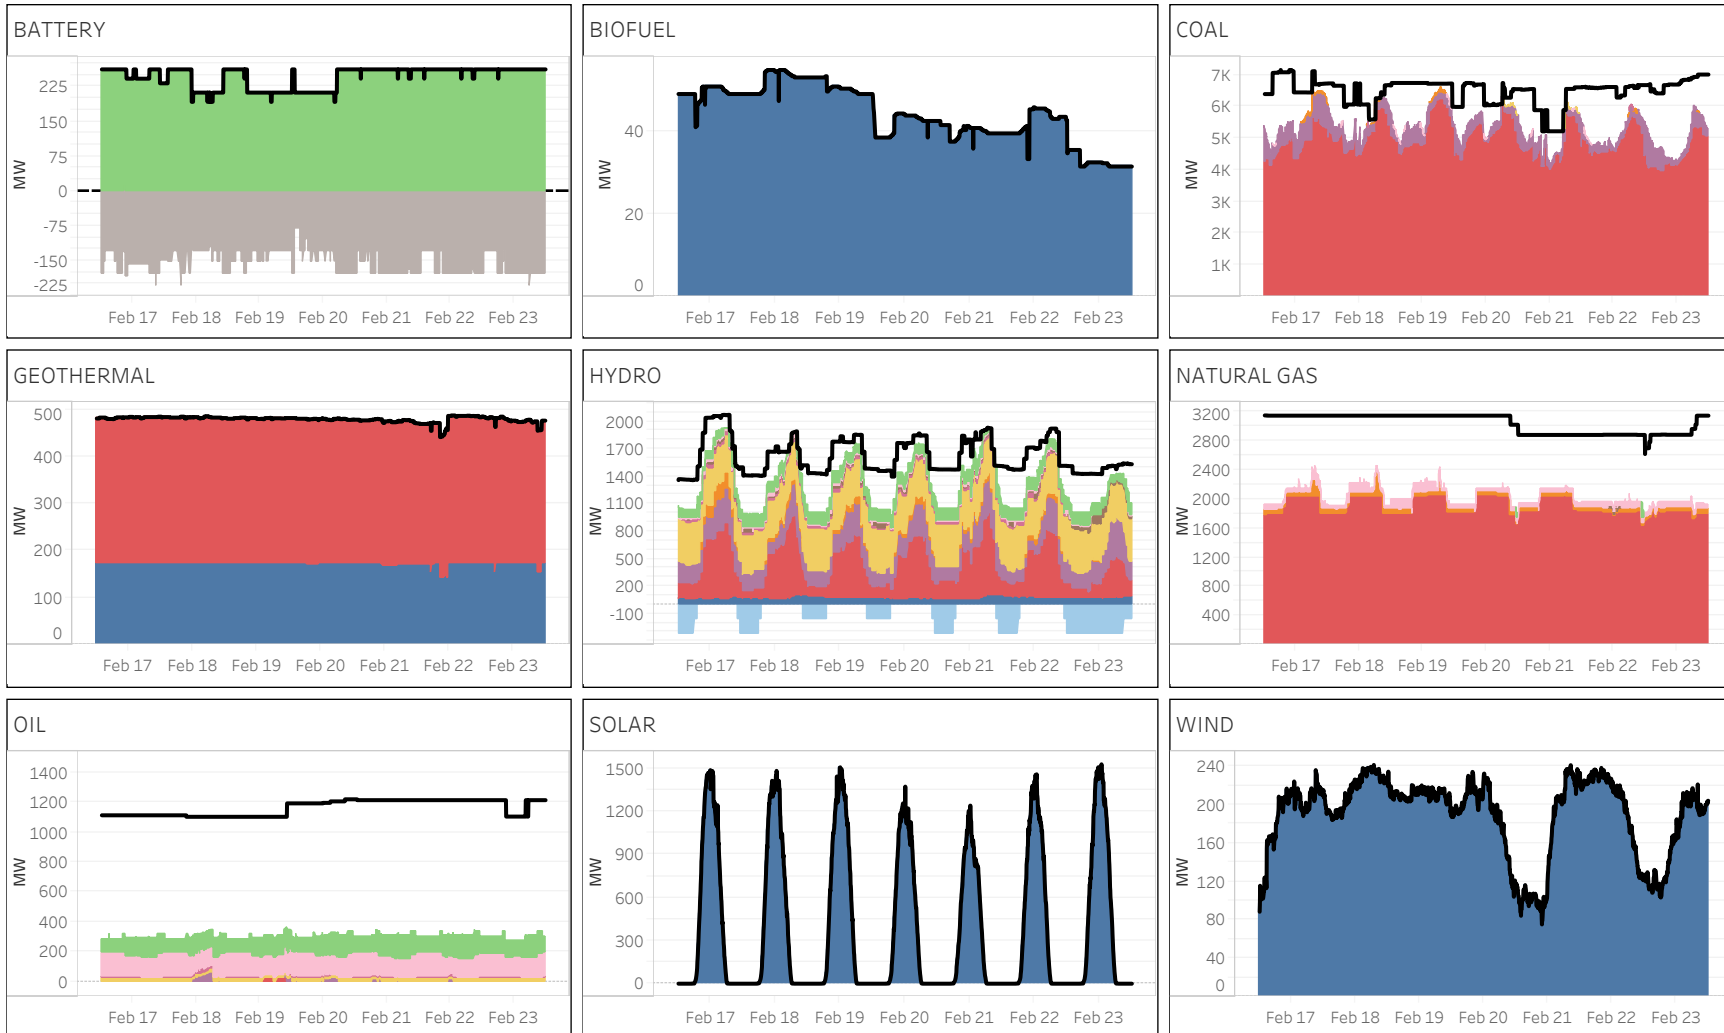 BATTERY
225
150
75
0
-75
-150
-225
MW
Feb 17 Feb 18 Feb 19 Feb 20 Feb 21 Feb 22 Feb 23
BIOFUEL
40
20
0
MW
Feb 17 Feb 18 Feb 19 Feb 20 Feb 21 Feb 22 Feb 23
COAL
7K
6K
5K
4K
3K
2K
1K
MW
Feb 17 Feb 18 Feb 19 Feb 20 Feb 21 Feb 22 Feb 23
GEOTHERMAL
500
400
300
200
100
0
MW
Feb 17 Feb 18 Feb 19 Feb 20 Feb 21 Feb 22 Feb 23
HYDRO
2000
1700
1400
1100
800
500
200
-100
MW
Feb 17 Feb 18 Feb 19 Feb 20 Feb 21 Feb 22 Feb 23
NATURAL GAS
3200
2800
2400
2000
1600
1200
800
400
MW
Feb 17 Feb 18 Feb 19 Feb 20 Feb 21 Feb 22 Feb 23
OIL
1400
1200
1000
800
600
400
200
0
MW
Feb 17 Feb 18 Feb 19 Feb 20 Feb 21 Feb 22 Feb 23
SOLAR
1500
1200
900
600
300
0
MW
Feb 17 Feb 18 Feb 19 Feb 20 Feb 21 Feb 22 Feb 23
WIND
240
200
160
120
80
40
0
MW
Feb 17 Feb 18 Feb 19 Feb 20 Feb 21 Feb 22 Feb 23